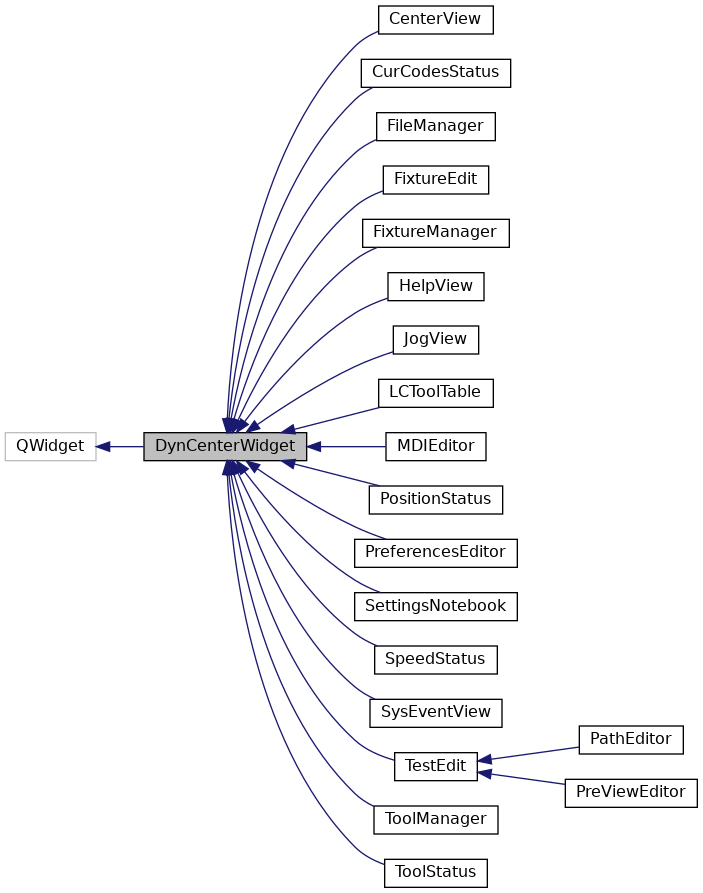 CenterView
CurCodesStatus
FileManager
FixtureEdit
FixtureManager
HelpView
JogView
LCToolTable
QWidget
DynCenterWidget
MDIEditor
PositionStatus
PreferencesEditor
SettingsNotebook
SpeedStatus
SysEventView
PathEditor
TestEdit
PreViewEditor
ToolManager
ToolStatus